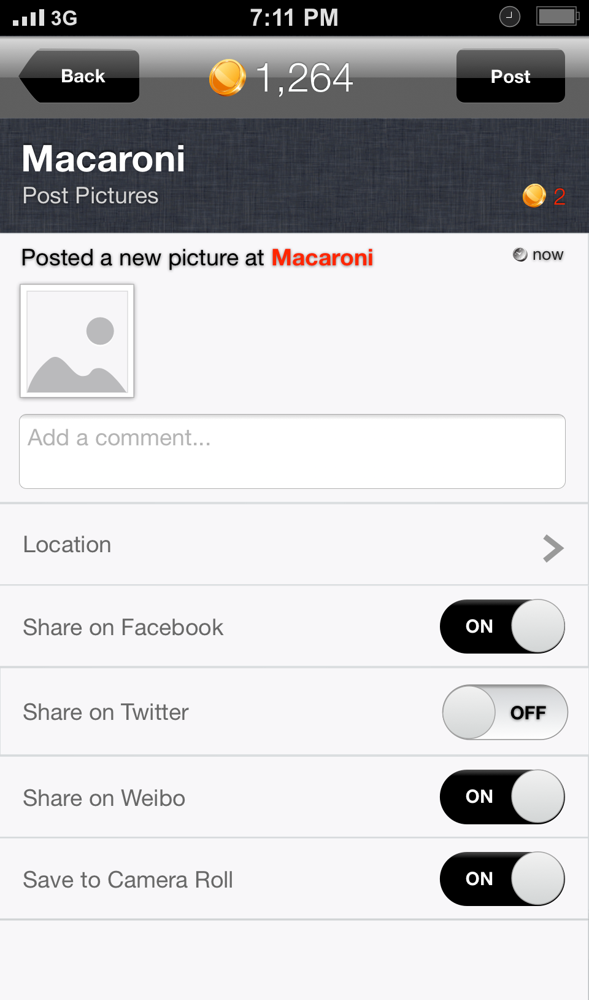 3G 7:11 PM
Back 1,264 Post
Macaroni
Post Pictures 2
Posted a new picture at Macaroni now
Add a comment...
Location
Share on Facebook ON
Share on Twitter OFF
Share on Weibo ON
Save to Camera Roll ON